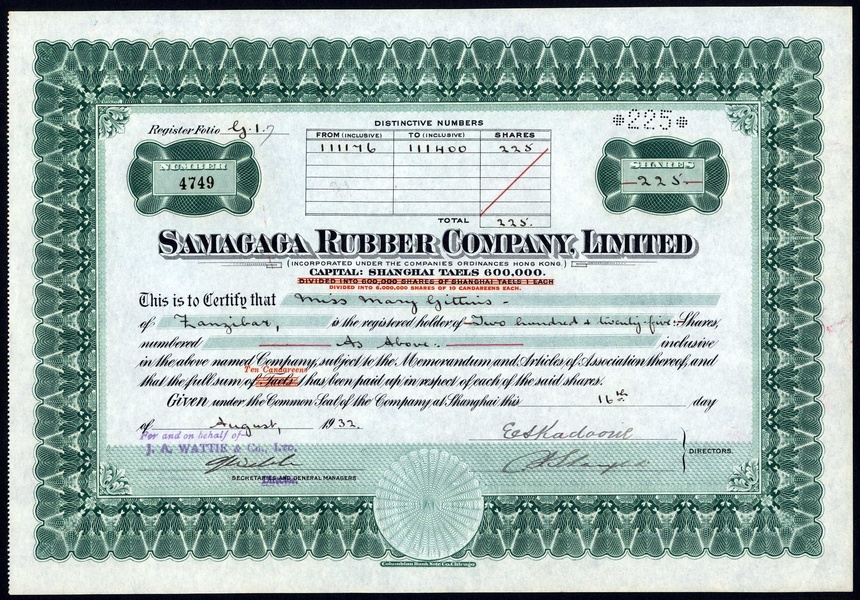 *225*
Register Folio G.1.7
DISTINCTIVE NUMBERS
FROM (INCLUSIVE) TO (INCLUSIVE) SHARES
111176 111400 225
NUMBER
4749
SHARES
225
TOTAL 225.
SAMAGAGA RUBBER COMPANY, LIMITED
(INCORPORATED UNDER THE COMPANIES ORDINANCES HONG KONG)
CAPITAL: SHANGHAI TAELS 600,000.
DIVIDED INTO 600,000 SHARES OF SHANGHAI TAELS 1 EACH
DIVIDED INTO 6,000,000 SHARES OF 10 CANDAREENS EACH.
This is to Certify that Miss Mary Gittins -
of Zanzibar, is the registered holder of Two hundred & twenty-five Shares,
numbered As Above. inclusive
in the above named Company, subject to the Memorandum and Articles of Association thereof, and
Ten Candareens
that the full sum of Taels 1 has been paid up in respect of each of the said shares.
Given under the Common Seal of the Company at Shanghai this 16th day
of August, 1932.
For and on behalf of
J. A. WATTIE & Co., LTD.
DIRECTORS.
SECRETARIES AND GENERAL MANAGERS
Columbian Bank Note Co. Chicago